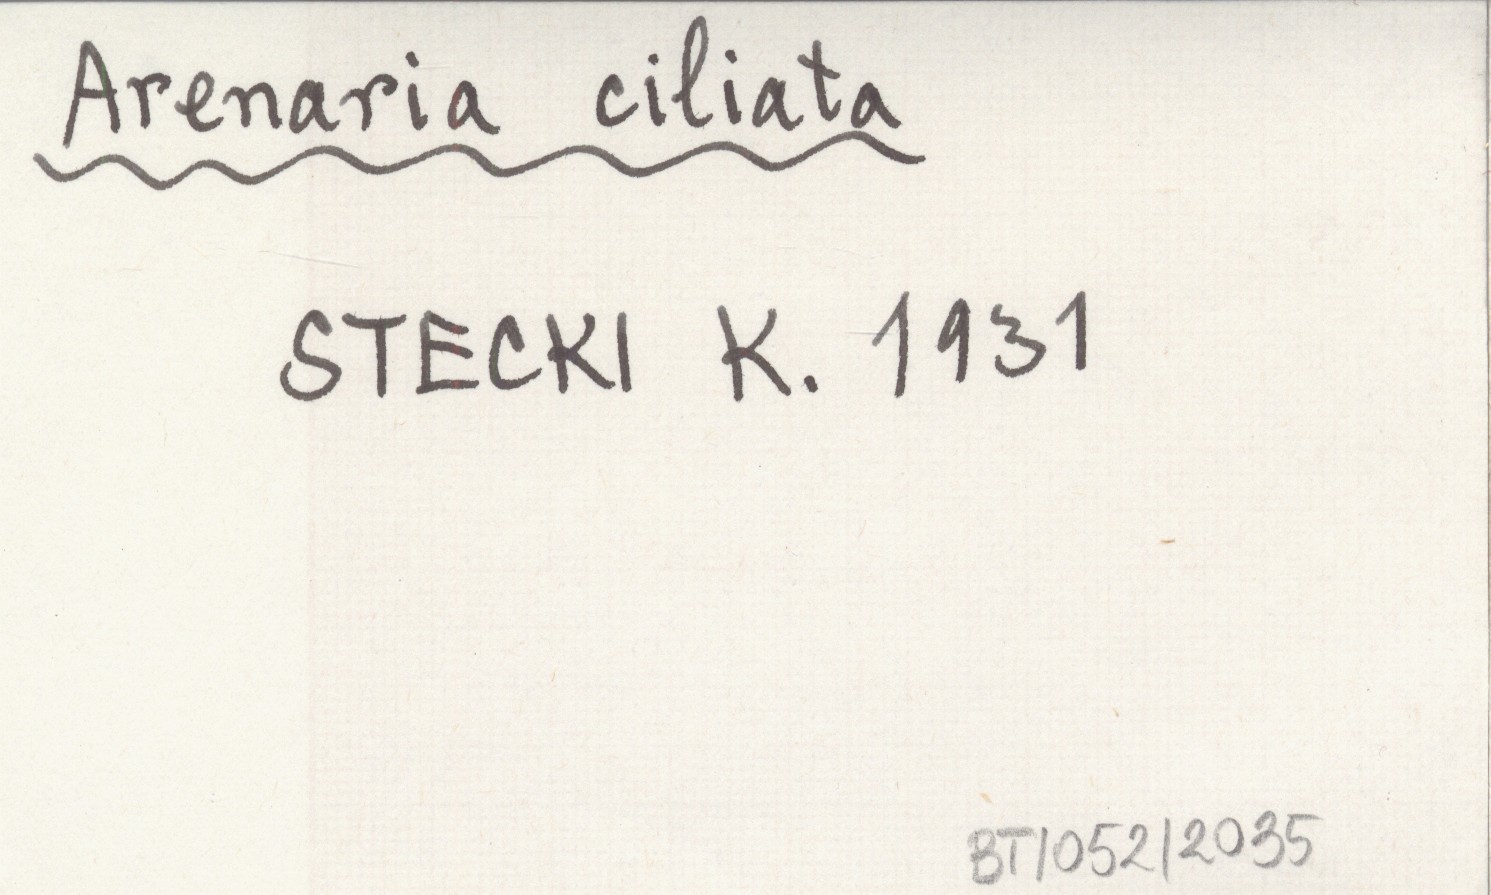 Arenaria ciliata
STECKI K. 1931
BT/052/2035